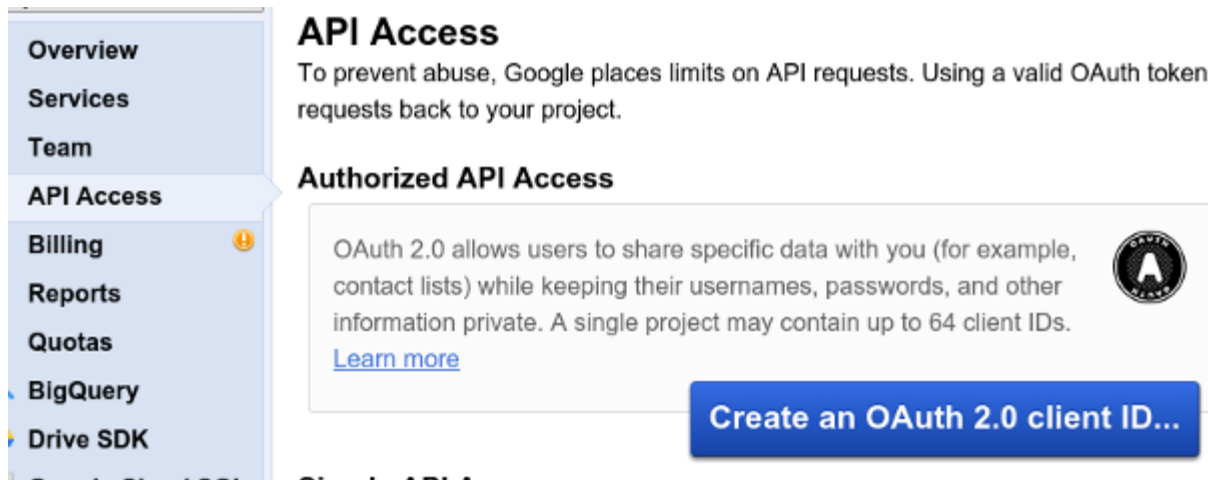 Overview
Services
Team
API Access
Billing
Reports
Quotas
BigQuery
Drive SDK
API Access
To prevent abuse, Google places limits on API requests. Using a valid OAuth token
requests back to your project.
Authorized API Access
OAuth 2.0 allows users to share specific data with you (for example,
contact lists) while keeping their usernames, passwords, and other
information private. A single project may contain up to 64 client IDs.
Learn more
Create an OAuth 2.0 client ID...